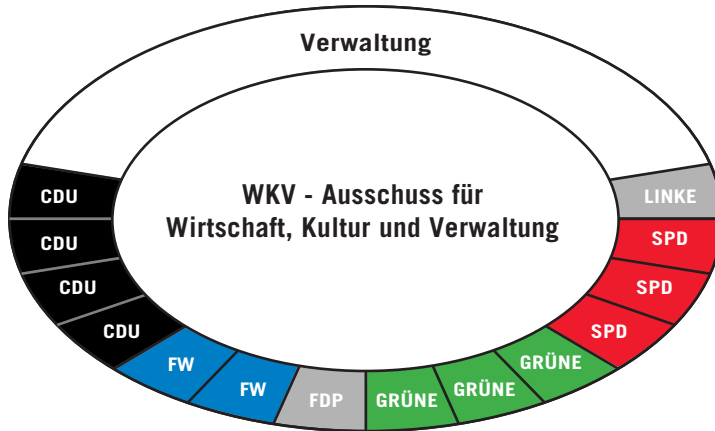 Verwaltung
WKV - Ausschuss für
Wirtschaft, Kultur und Verwaltung
CDU
CDU
CDU
CDU
FW
FW
FDP
GRÜNE
GRÜNE
GRÜNE
SPD
SPD
SPD
LINKE